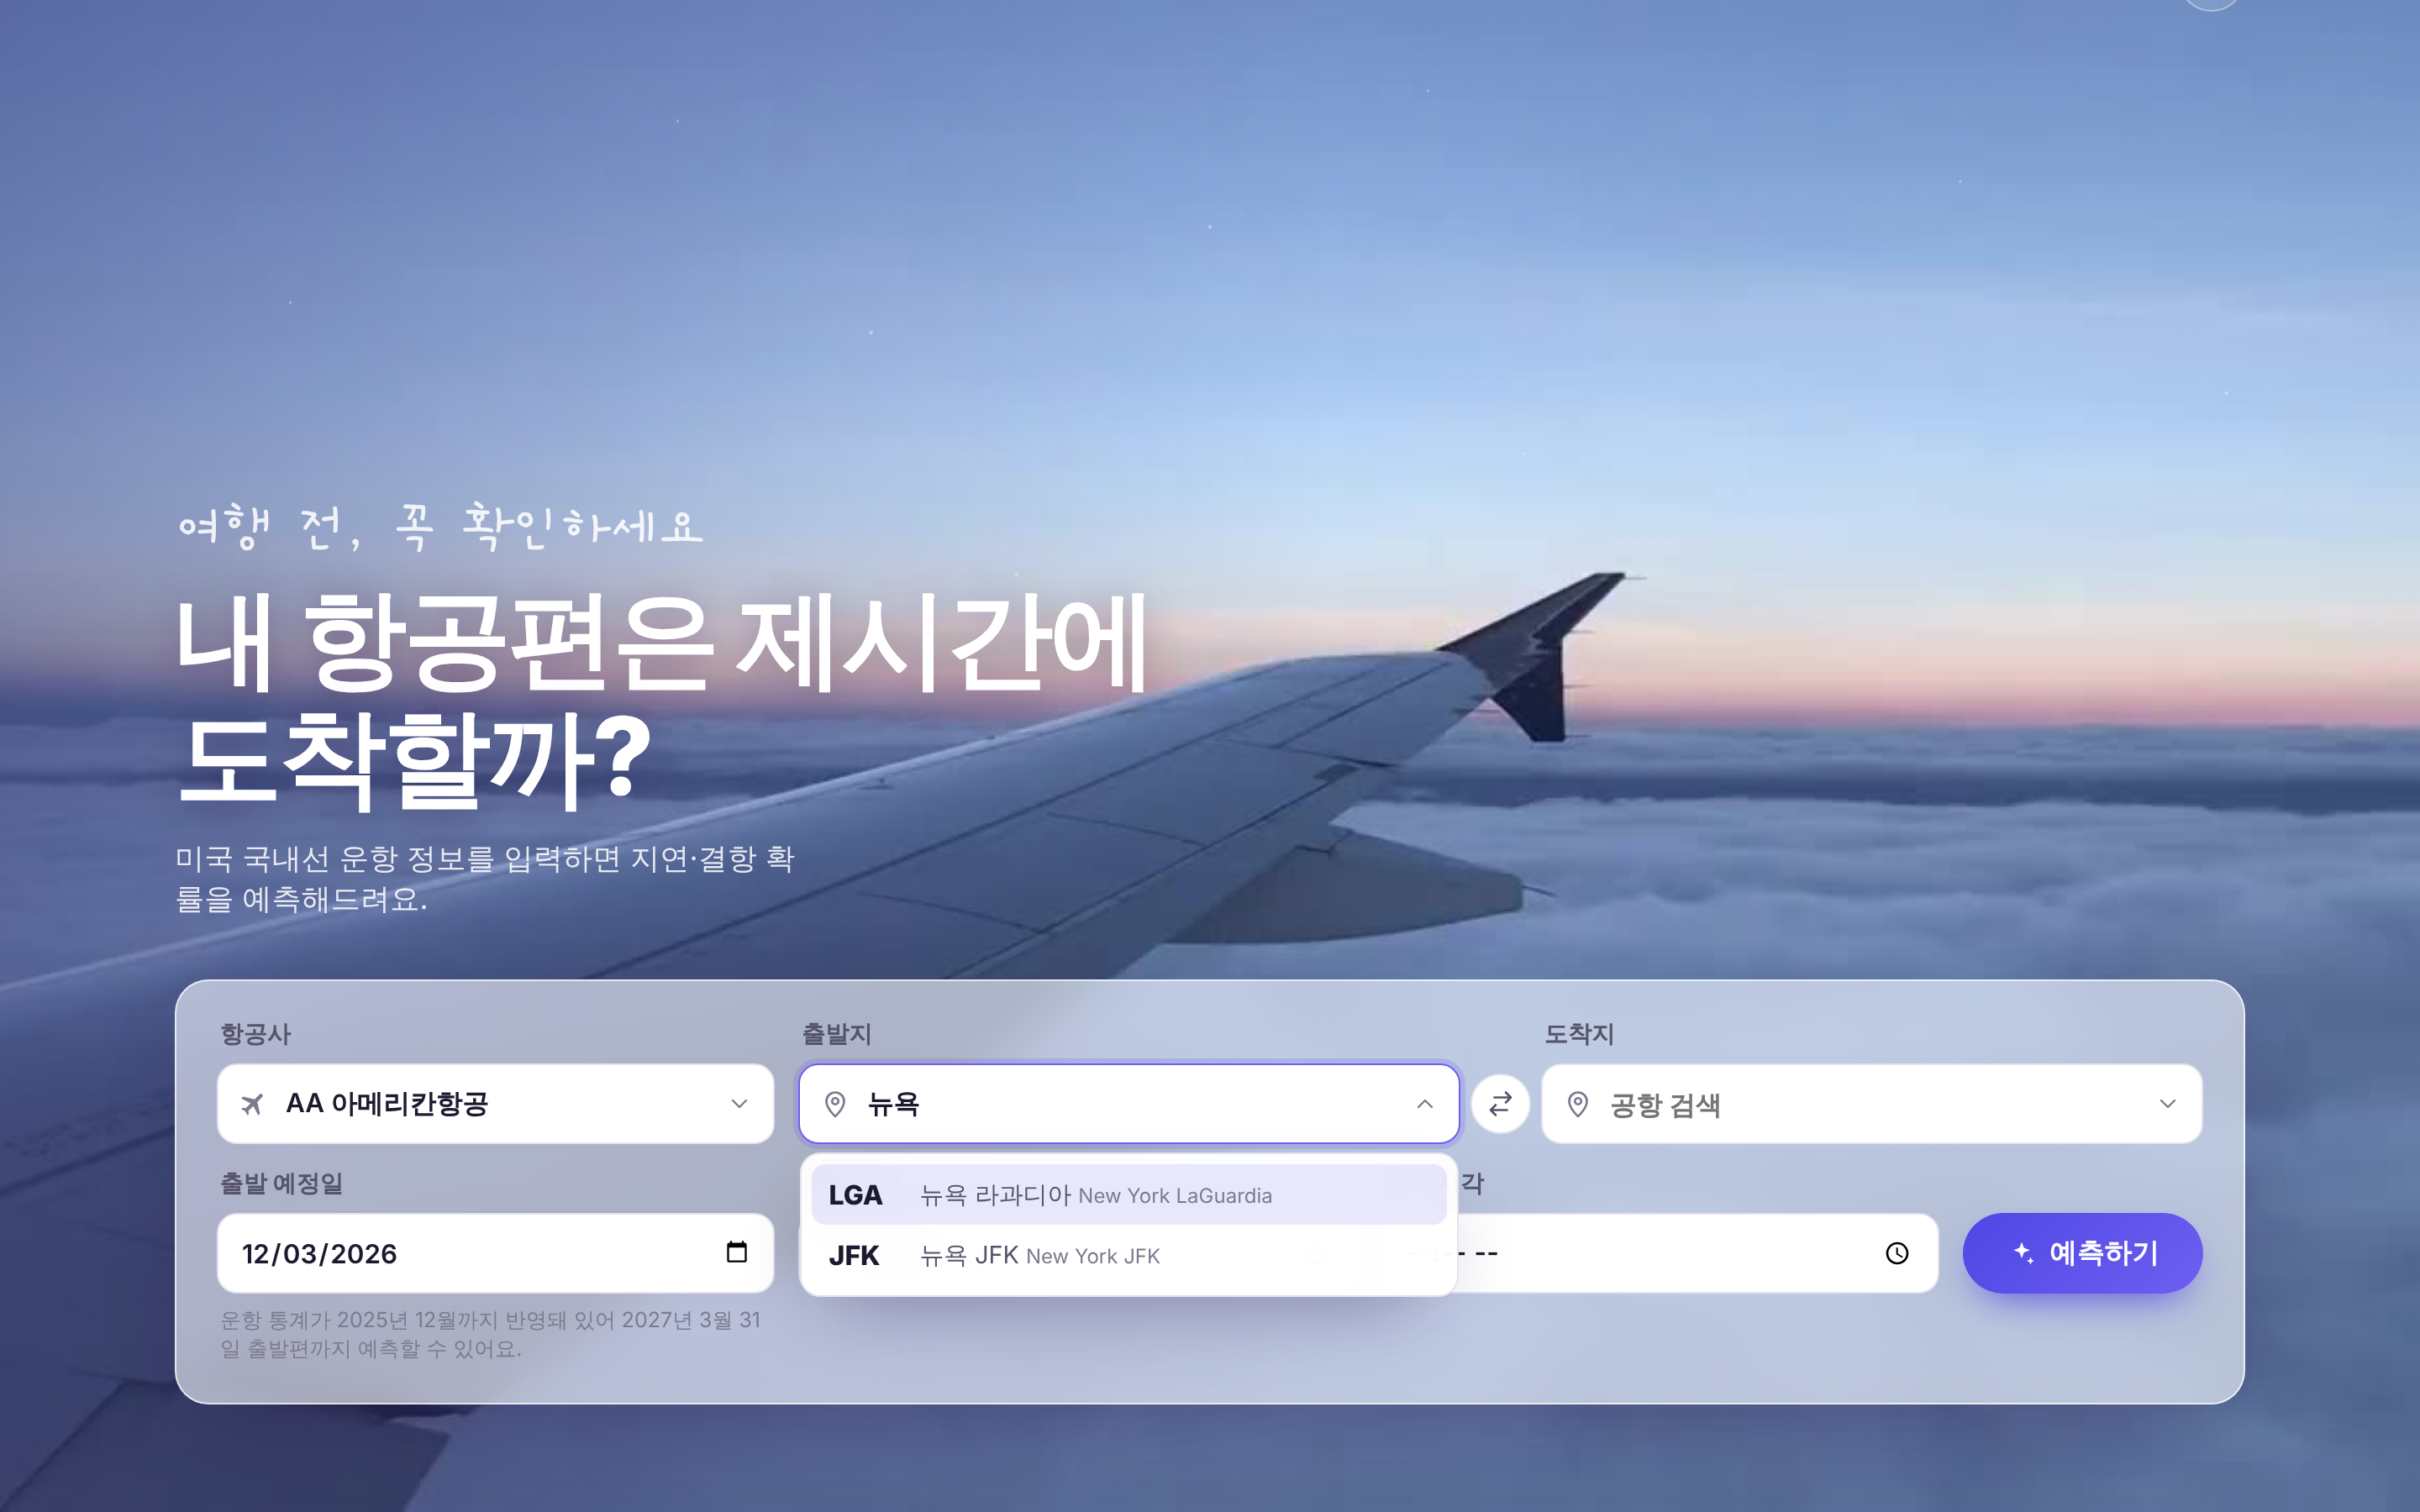 여행 전, 꼭 확인하세요
내 항공편은 제시간에
도착할까?
미국 국내선 운항 정보를 입력하면 지연·결항 확
률을 예측해드려요.
항공사
출발지
도착지
AA 아메리칸항공
뉴욕
공항 검색
출발 예정일
각
LGA 뉴욕 라과디아 New York LaGuardia
JFK 뉴욕 JFK New York JFK
12/03/2026
- --
예측하기
운항 통계가 2025년 12월까지 반영돼 있어 2027년 3월 31
일 출발편까지 예측할 수 있어요.